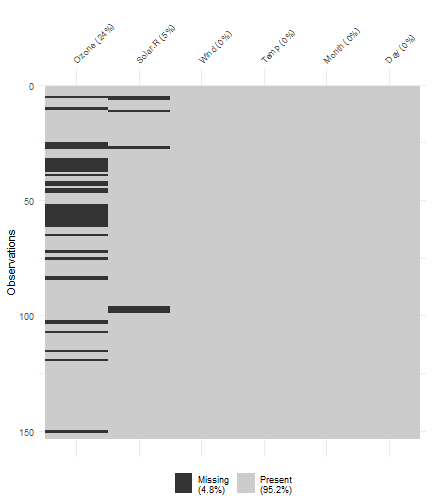 Ozone (24%)
Solar.R (5%)
Wind (0%)
Temp (0%)
Month (0%)
Day (0%)
0
50
100
150
Observations
Missing
(4.8%)
Present
(95.2%)